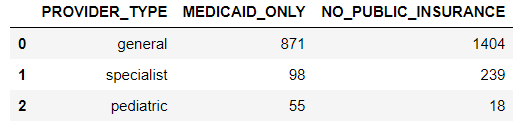 PROVIDER_TYPE MEDICAID_ONLY NO_PUBLIC_INSURANCE
0 general 871 1404
1 specialist 98 239
2 pediatric 55 18